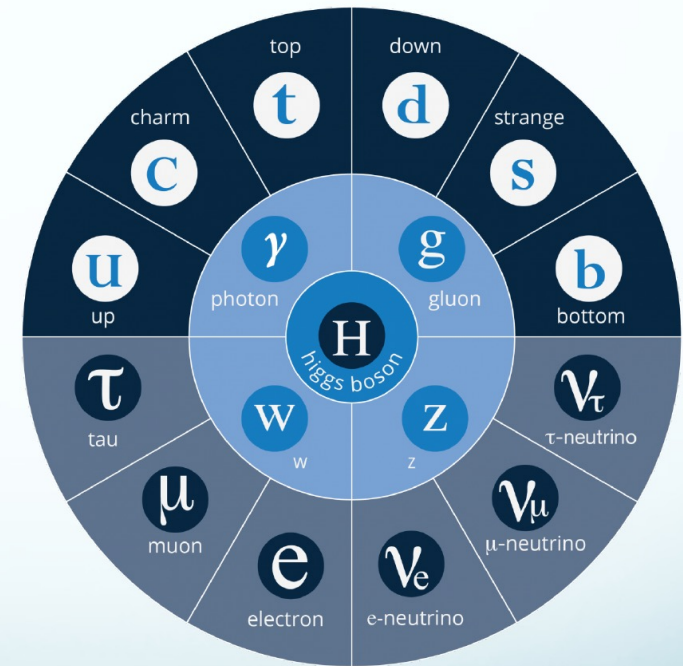 top
t
down
d
charm
c
strange
s
u
up
b
bottom
γ
photon
g
gluon
H
higgs boson
W
w
Z
z
τ
tau
ντ
τ-neutrino
μ
muon
νμ
μ-neutrino
e
electron
νe
e-neutrino